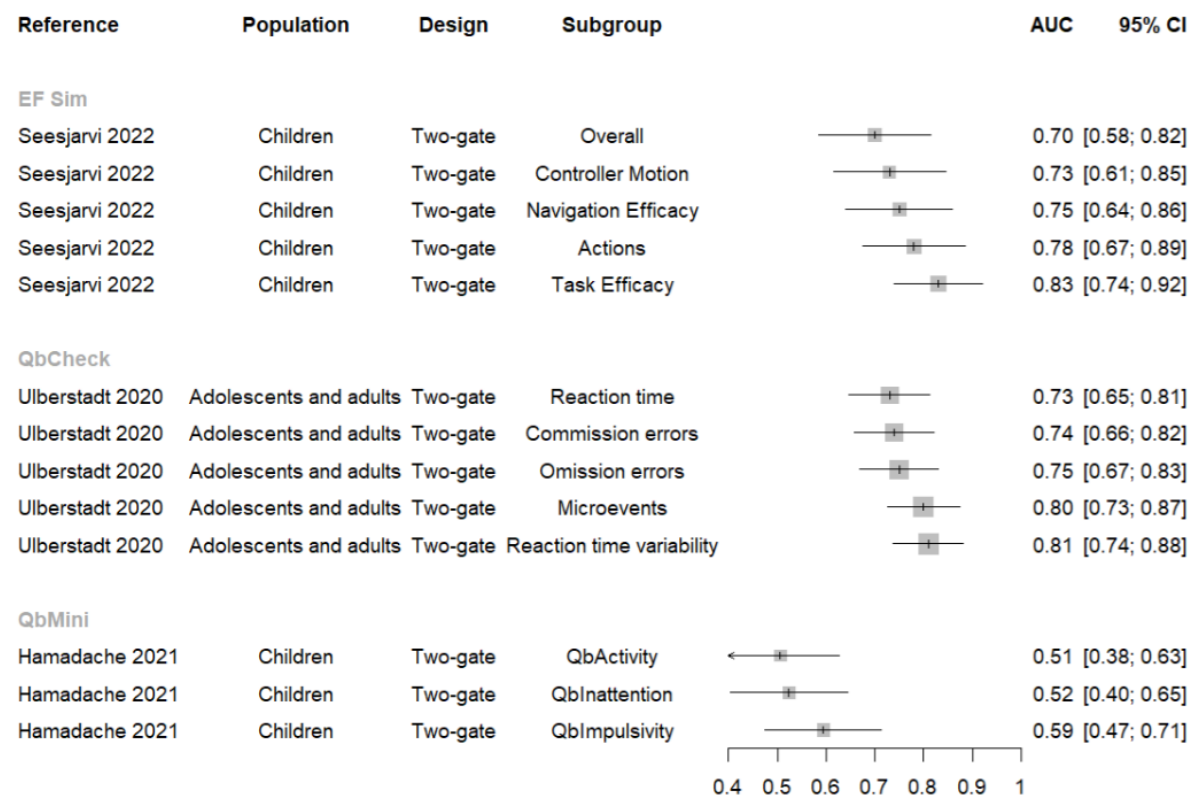 Reference Population Design Subgroup AUC 95% CI
EF Sim
Seesjarvi 2022 Children Two-gate Overall 0.70 [0.58; 0.82]
Seesjarvi 2022 Children Two-gate Controller Motion 0.73 [0.61; 0.85]
Seesjarvi 2022 Children Two-gate Navigation Efficacy 0.75 [0.64; 0.86]
Seesjarvi 2022 Children Two-gate Actions 0.78 [0.67; 0.89]
Seesjarvi 2022 Children Two-gate Task Efficacy 0.83 [0.74; 0.92]
QbCheck
Ulberstadt 2020 Adolescents and adults Two-gate Reaction time 0.73 [0.65; 0.81]
Ulberstadt 2020 Adolescents and adults Two-gate Commission errors 0.74 [0.66; 0.82]
Ulberstadt 2020 Adolescents and adults Two-gate Omission errors 0.75 [0.67; 0.83]
Ulberstadt 2020 Adolescents and adults Two-gate Microevents 0.80 [0.73; 0.87]
Ulberstadt 2020 Adolescents and adults Two-gate Reaction time variability 0.81 [0.74; 0.88]
QbMini
Hamadache 2021 Children Two-gate QbActivity 0.51 [0.38; 0.63]
Hamadache 2021 Children Two-gate QbInattention 0.52 [0.40; 0.65]
Hamadache 2021 Children Two-gate QbImpulsivity 0.59 [0.47; 0.71]
0.4 0.5 0.6 0.7 0.8 0.9 1